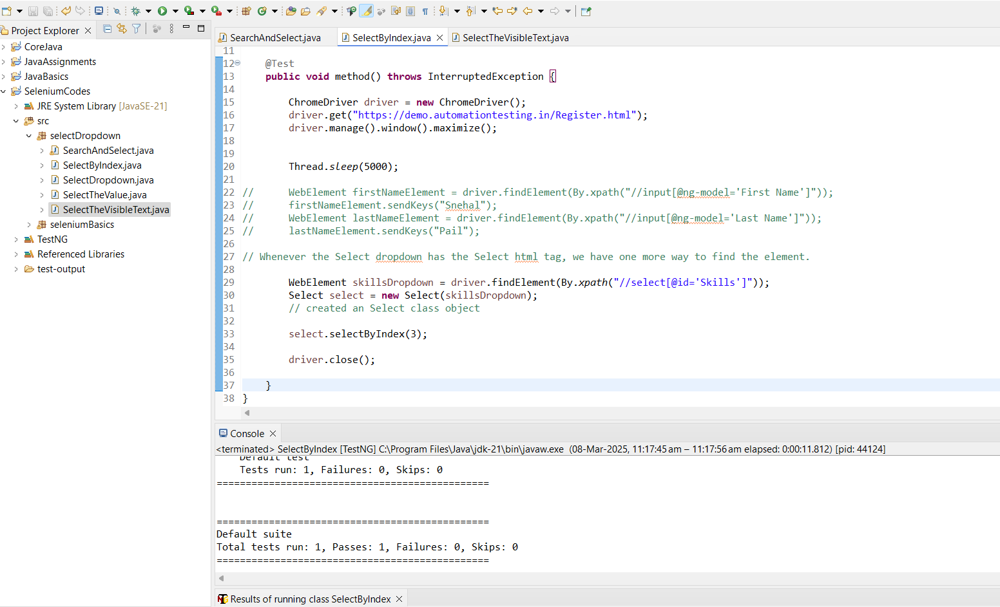 Project Explorer
CoreJava
JavaAssignments
JavaBasics
SeleniumCodes
JRE System Library [JavaSE-21]
src
selectDropdown
SearchAndSelect.java
SelectByIndex.java
SelectDropdown.java
SelectTheValue.java
SelectTheVisibleText.java
seleniumBasics
TestNG
Referenced Libraries
test-output
SearchAndSelect.java SelectByIndex.java SelectTheVisibleText.java
11
12 @Test
13 public void method() throws InterruptedException {
14
15 ChromeDriver driver = new ChromeDriver();
16 driver.get("https://demo.automationtesting.in/Register.html");
17 driver.manage().window().maximize();
18
19
20 Thread.sleep(5000);
21
22 // WebElement firstNameElement = driver.findElement(By.xpath("//input[@ng-model='First Name']"));
23 // firstNameElement.sendKeys("Snehal");
24 // WebElement lastNameElement = driver.findElement(By.xpath("//input[@ng-model='Last Name']"));
25 // lastNameElement.sendKeys("Pail");
26
27 // Whenever the Select dropdown has the Select html tag, we have one more way to find the element.
28
29 WebElement skillsDropdown = driver.findElement(By.xpath("//select[@id='Skills']"));
30 Select select = new Select(skillsDropdown);
31 // created an Select class object
32
33 select.selectByIndex(3);
34
35 driver.close();
36
37 }
38 }
Console
<terminated> SelectByIndex [TestNG] C:\Program Files\Java\jdk-21\bin\javaw.exe (08-Mar-2025, 11:17:45 am – 11:17:56 am elapsed: 0:00:11.812) [pid: 44124]
Default test
Tests run: 1, Failures: 0, Skips: 0
===============================================
===============================================
Default suite
Total tests run: 1, Passes: 1, Failures: 0, Skips: 0
===============================================
Results of running class SelectByIndex